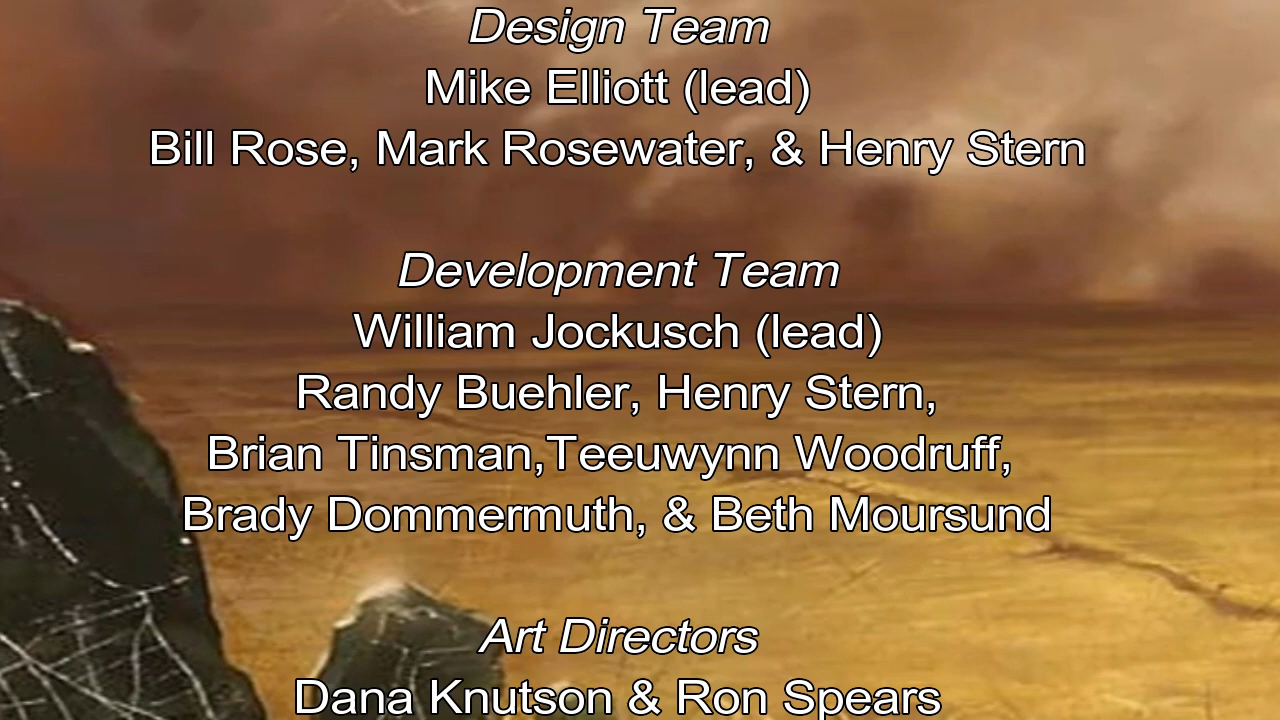 Design Team
Mike Elliott (lead)
Bill Rose, Mark Rosewater, & Henry Stern
Development Team
William Jockusch (lead)
Randy Buehler, Henry Stern,
Brian Tinsman,Teeuwynn Woodruff,
Brady Dommermuth, & Beth Moursund
Art Directors
Dana Knutson & Ron Spears